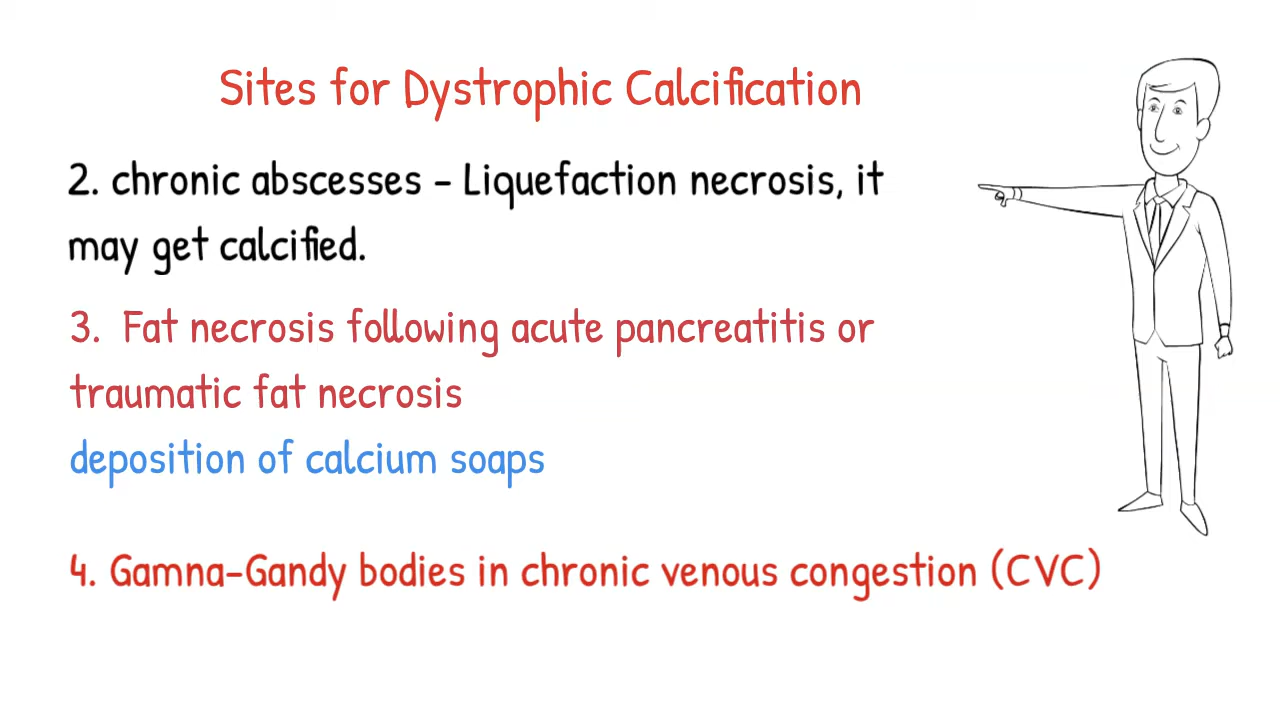 Sites for Dystrophic Calcification
2. chronic abscesses - Liquefaction necrosis, it
may get calcified.
3. Fat necrosis following acute pancreatitis or
traumatic fat necrosis
deposition of calcium soaps
4. Gamna-Gandy bodies in chronic venous congestion (CVC)